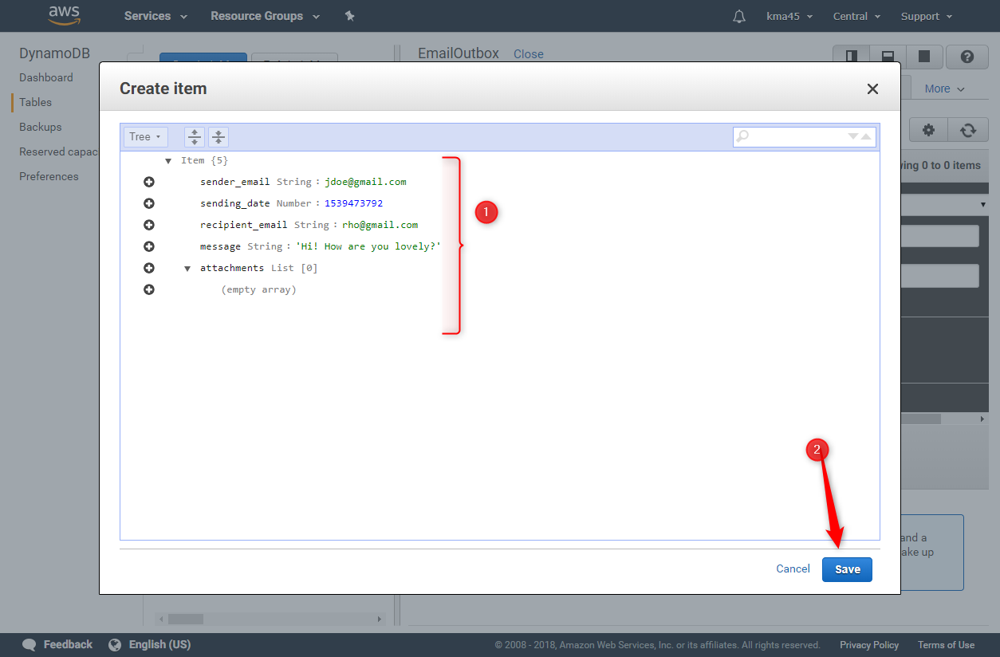 aws Services Resource Groups kma45 Central Support
DynamoDB
Dashboard
Tables
Backups
Reserved capac
Preferences
EmailOutbox Close
More
Create item
Tree
Item {5}
sender_email String : jdoe@gmail.com
sending_date Number : 1539473792
recipient_email String : rho@gmail.com
message String : 'Hi! How are you lovely?'
attachments List [0]
(empty array)
1
ving 0 to 0 items
2
and a
ake up
Cancel Save
Feedback English (US) © 2008 - 2018, Amazon Web Services, Inc. or its affiliates. All rights reserved. Privacy Policy Terms of Use